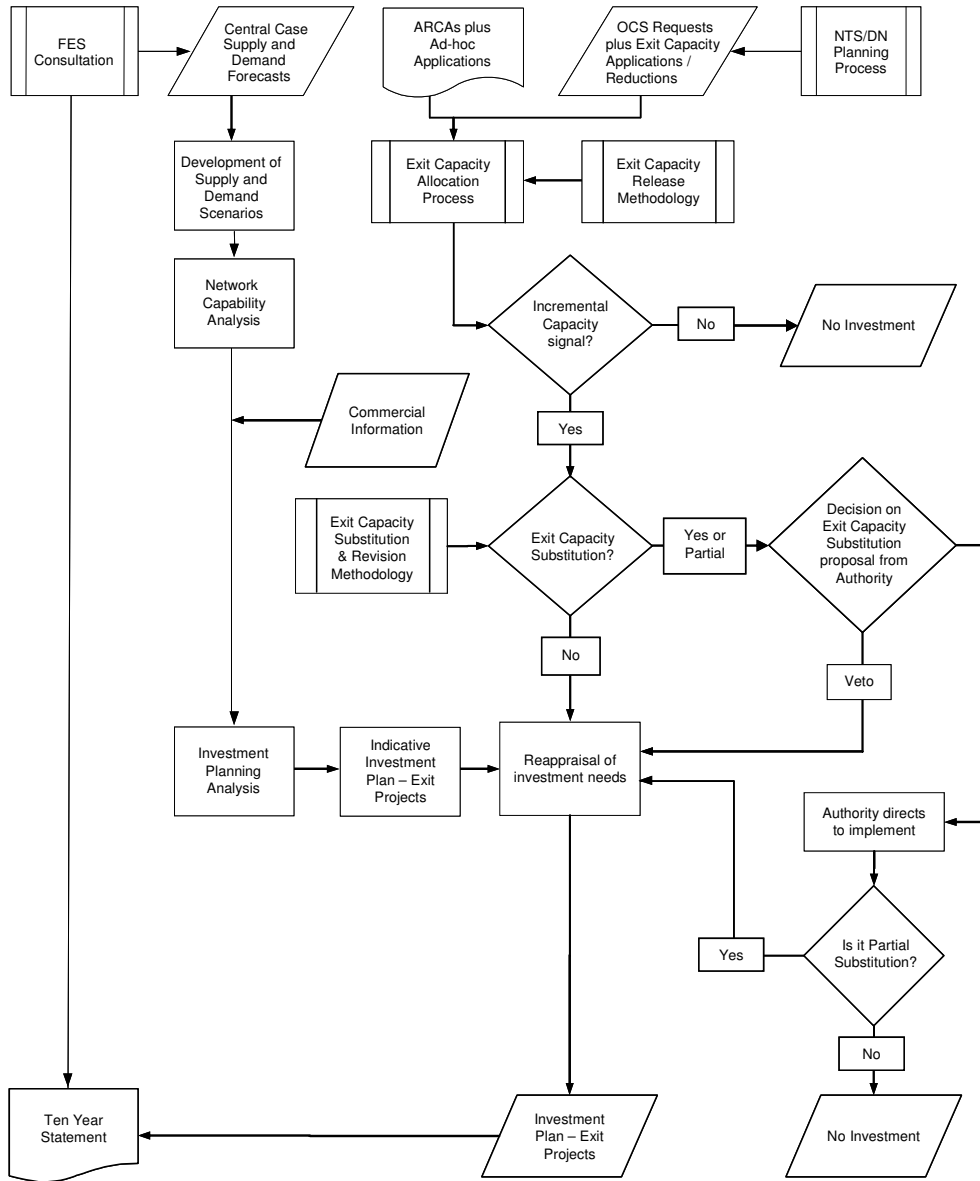 FES
Consultation
Central Case
Supply and
Demand
Forecasts
ARCAs plus
Ad-hoc
Applications
OCS Requests
plus Exit Capacity
Applications /
Reductions
NTS/DN
Planning
Process
Development of
Supply and
Demand
Scenarios
Exit Capacity
Allocation
Process
Exit Capacity
Release
Methodology
Network
Capability
Analysis
Incremental
Capacity
signal?
No
No Investment
Commercial
Information
Yes
Exit Capacity
Substitution
& Revision
Methodology
Exit Capacity
Substitution?
Yes or
Partial
Decision on
Exit Capacity
Substitution
proposal from
Authority
No
Veto
Investment
Planning
Analysis
Indicative
Investment
Plan – Exit
Projects
Reappraisal of
investment needs
Authority directs
to implement
Yes
Is it Partial
Substitution?
No
Ten Year
Statement
Investment
Plan – Exit
Projects
No Investment